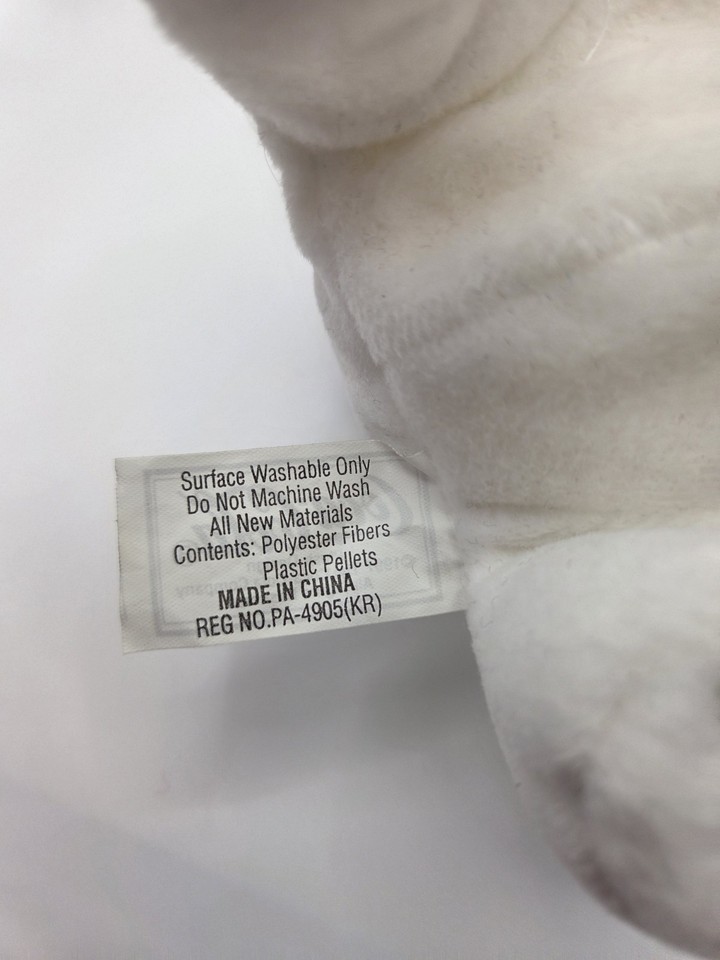 Surface Washable Only
Do Not Machine Wash
All New Materials
Contents: Polyester Fibers
Plastic Pellets
MADE IN CHINA
REG NO.PA-4905(KR)